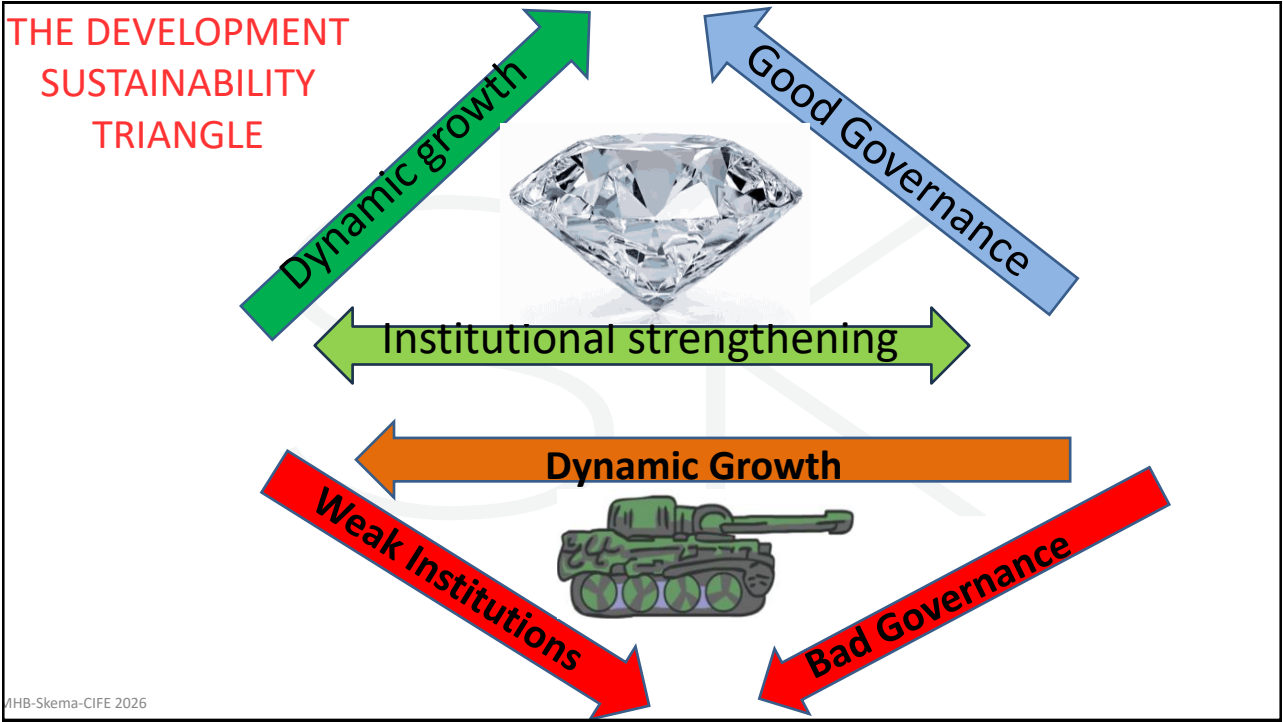 THE DEVELOPMENT
SUSTAINABILITY
TRIANGLE
Dynamic growth
Good Governance
Institutional strengthening
Dynamic Growth
Weak Institutions
Bad Governance
MHB-Skema-CIFE 2026
SK